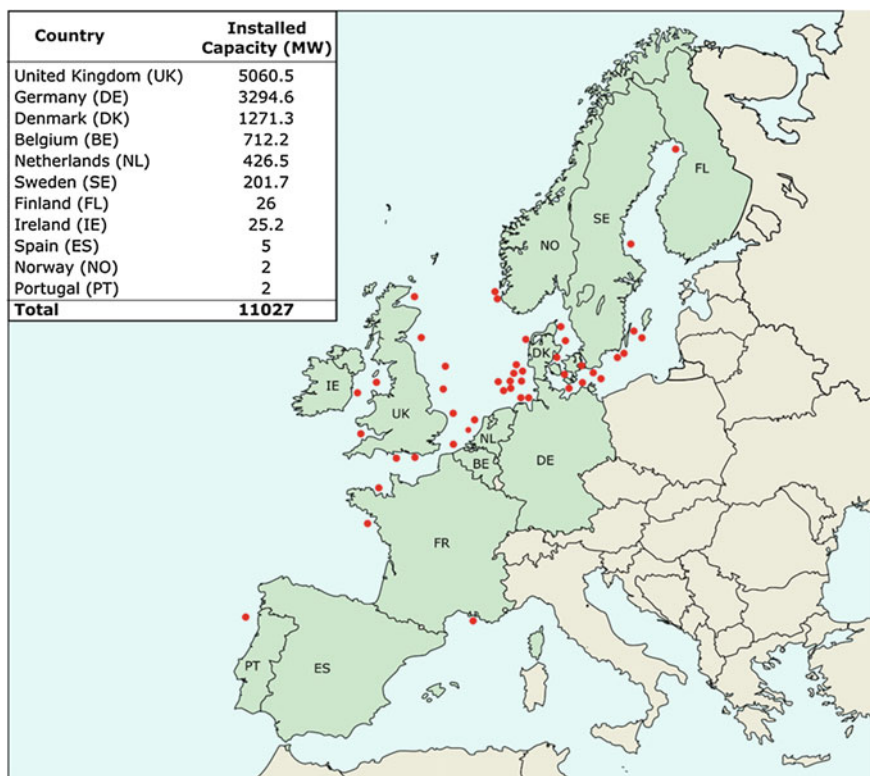 Country Installed Capacity (MW)
United Kingdom (UK) 5060.5
Germany (DE) 3294.6
Denmark (DK) 1271.3
Belgium (BE) 712.2
Netherlands (NL) 426.5
Sweden (SE) 201.7
Finland (FL) 26
Ireland (IE) 25.2
Spain (ES) 5
Norway (NO) 2
Portugal (PT) 2
Total 11027
FL
SE
NO
DK
IE
UK
NL
BE
DE
FR
PT
ES